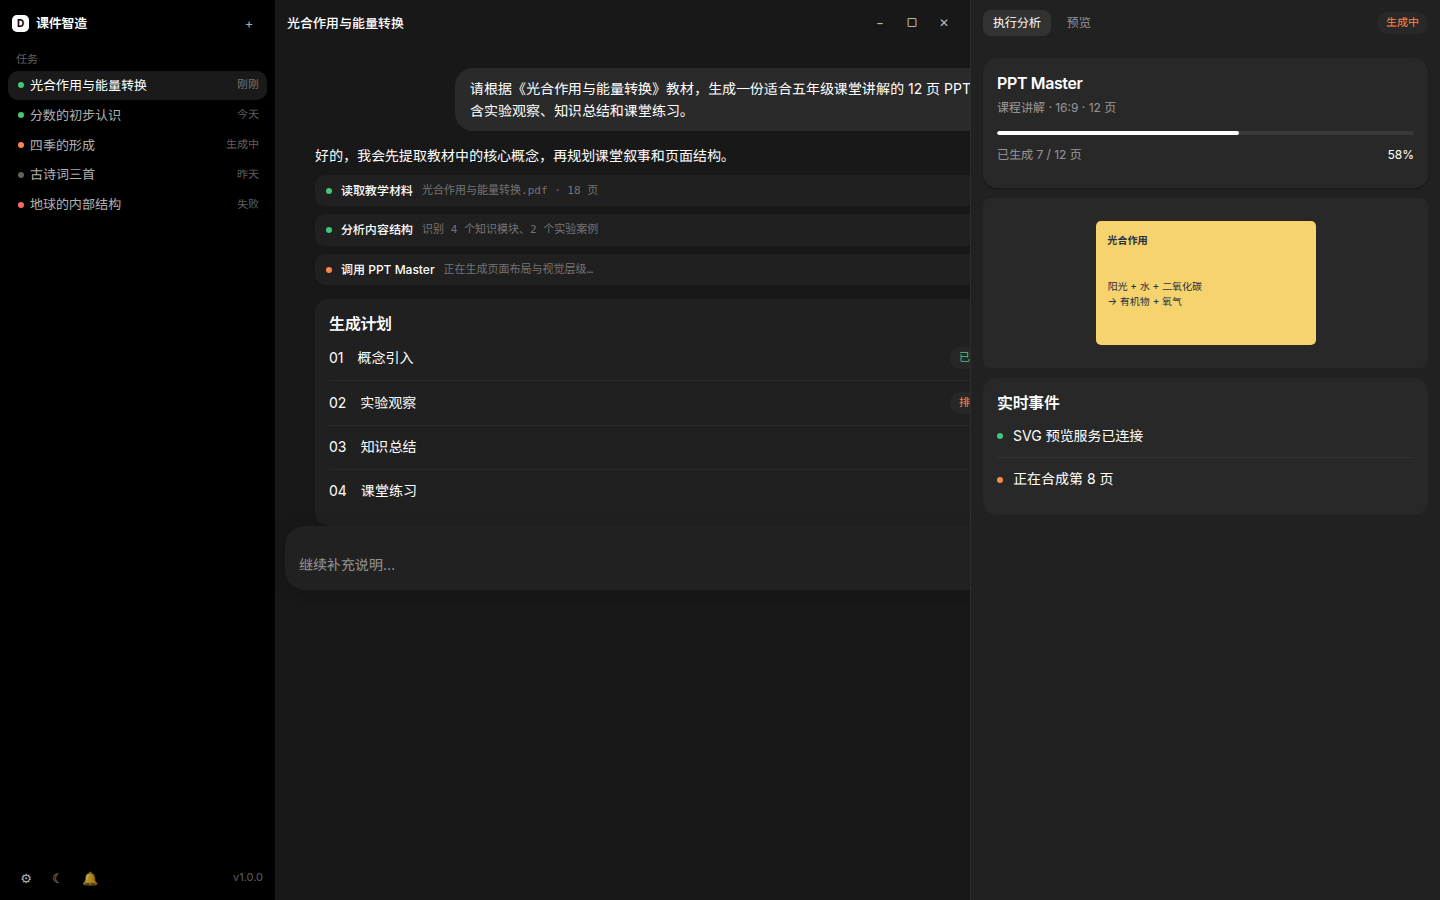 D 课件智造 +
任务
光合作用与能量转换 刚刚
分数的初步认识 今天
四季的形成 生成中
古诗词三首 昨天
地球的内部结构 失败
v1.0.0
光合作用与能量转换
请根据《光合作用与能量转换》教材，生成一份适合五年级课堂讲解的 12 页 PPT
含实验观察、知识总结和课堂练习。
好的，我会先提取教材中的核心概念，再规划课堂叙事和页面结构。
读取教学材料 光合作用与能量转换.pdf · 18 页
分析内容结构 识别 4 个知识模块、2 个实验案例
调用 PPT Master 正在生成页面布局与视觉层级…
生成计划
01 概念引入 已
02 实验观察 排
03 知识总结
04 课堂练习
继续补充说明...
执行分析 预览 生成中
PPT Master
课程讲解 · 16:9 · 12 页
已生成 7 / 12 页 58%
光合作用
阳光 + 水 + 二氧化碳
→ 有机物 + 氧气
实时事件
SVG 预览服务已连接
正在合成第 8 页